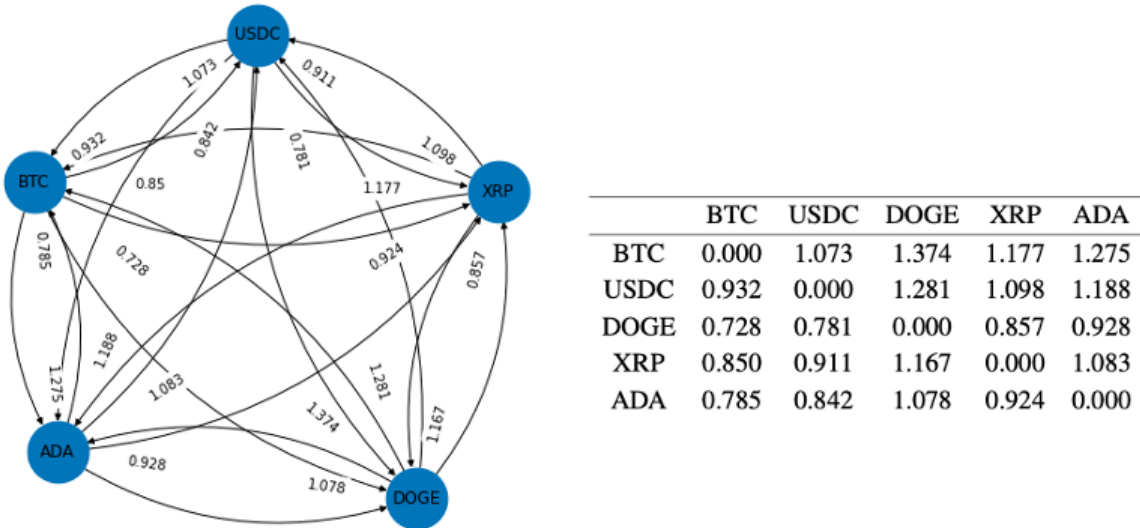 USDC
1.073
0.911
0.932
0.842
0.781
1.098
BTC
0.85
1.177
XRP
0.785
0.728
0.924
0.857
1.188
1.275
1.083
1.281
1.374
1.167
ADA
0.928
1.078
DOGE
BTC USDC DOGE XRP ADA
BTC 0.000 1.073 1.374 1.177 1.275
USDC 0.932 0.000 1.281 1.098 1.188
DOGE 0.728 0.781 0.000 0.857 0.928
XRP 0.850 0.911 1.167 0.000 1.083
ADA 0.785 0.842 1.078 0.924 0.000